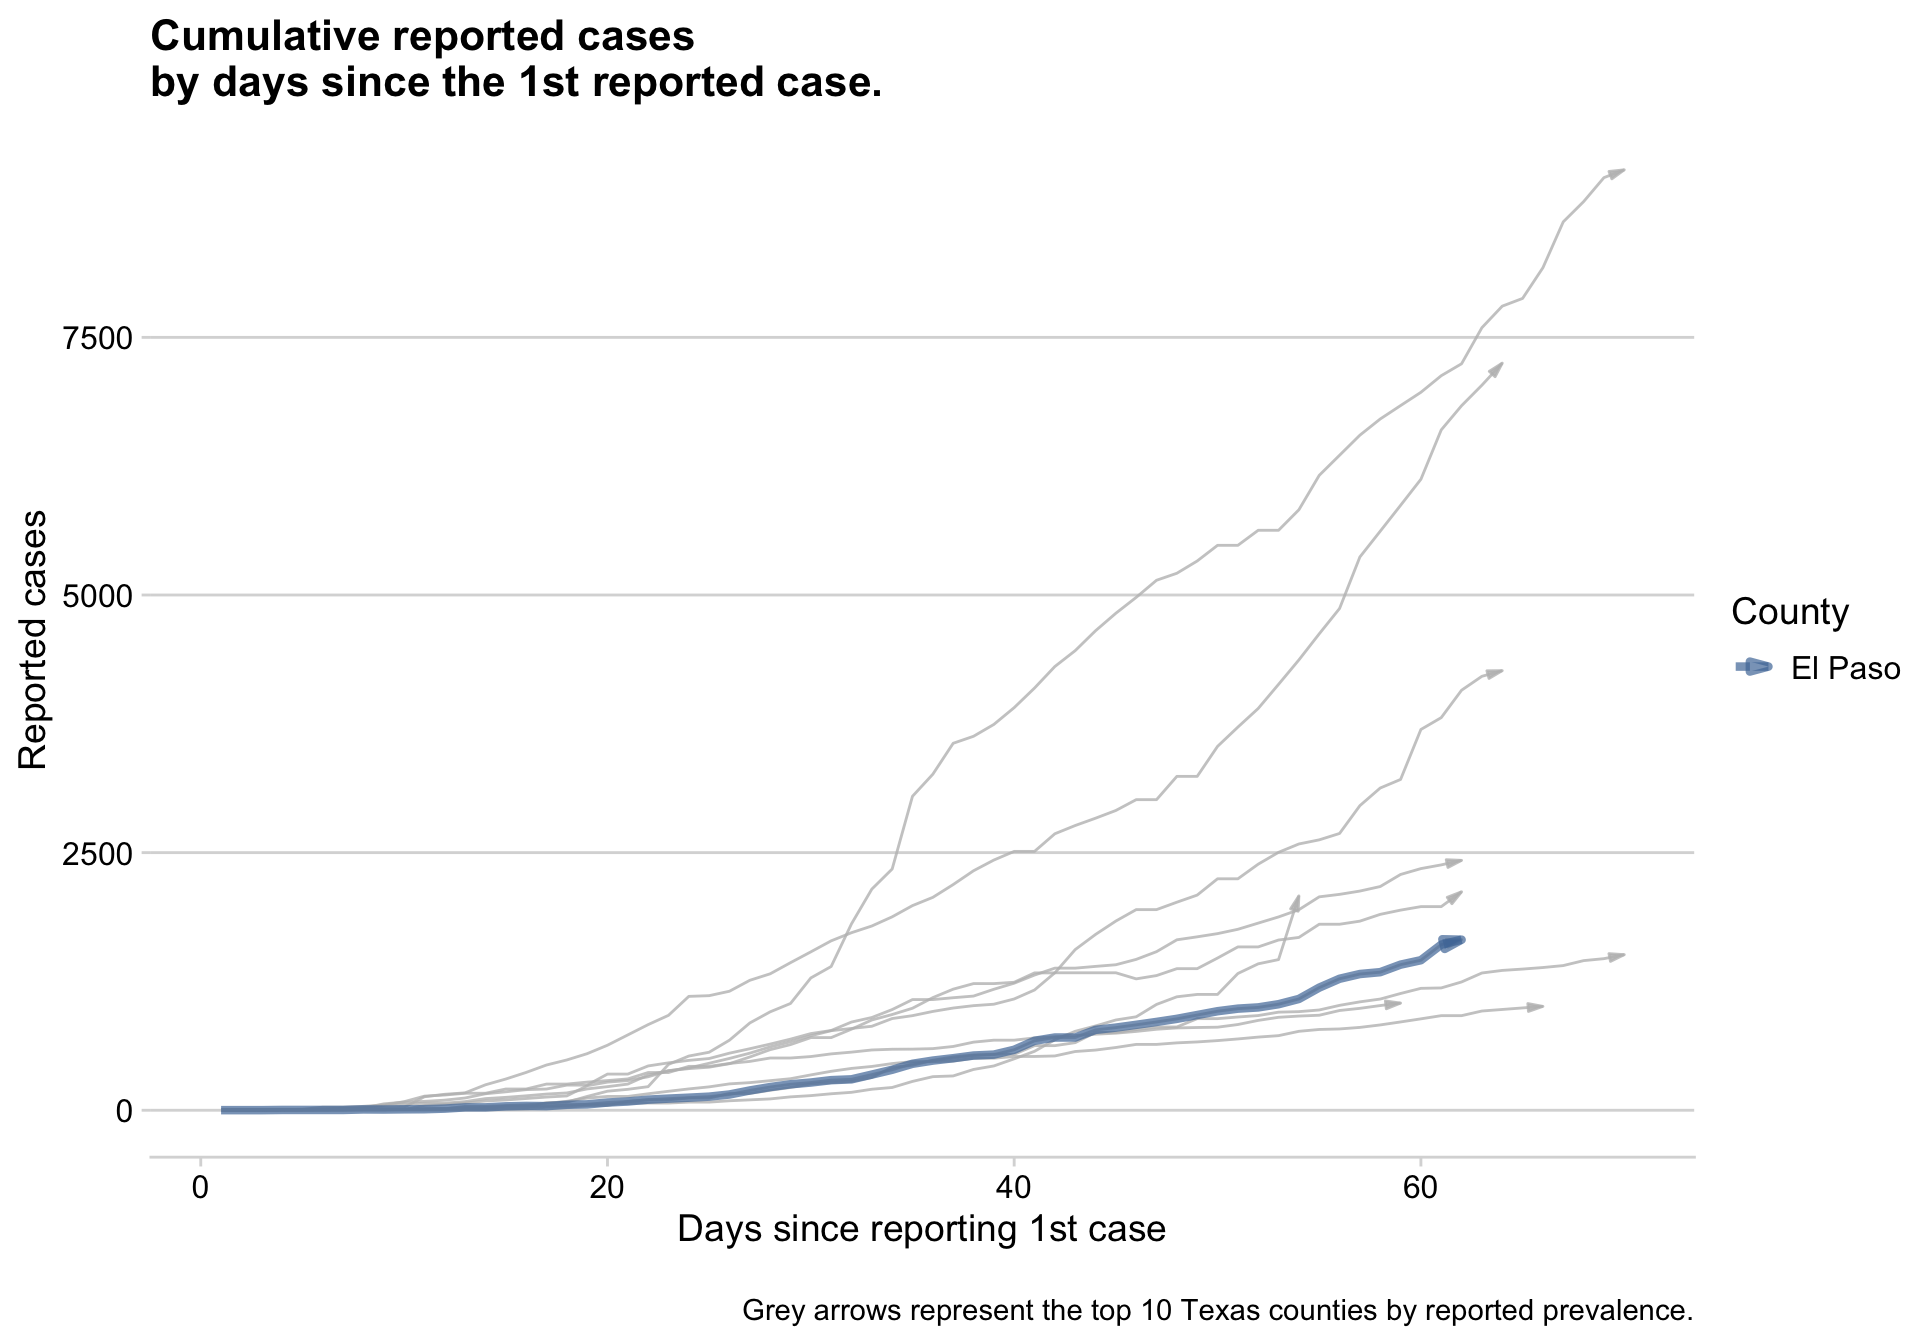 Cumulative reported cases
by days since the 1st reported case.
Reported cases
7500
5000
2500
0
0 20 40 60
Days since reporting 1st case
County
El Paso
Grey arrows represent the top 10 Texas counties by reported prevalence.